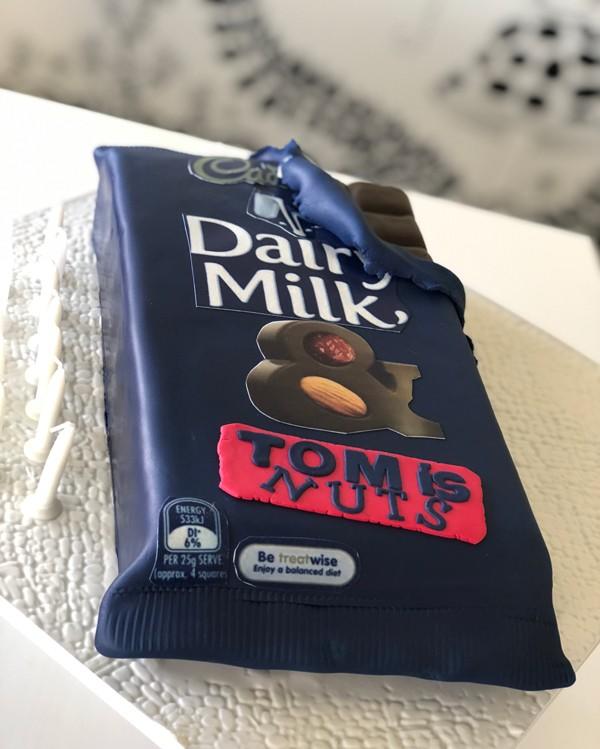 Cad
Dairy
Milk,
&
TOM is
NUTS
ENERGY
533kJ
DI*
6%
PER 25g SERVE
(approx. 4 squares
Be treatwise
Enjoy a balanced diet